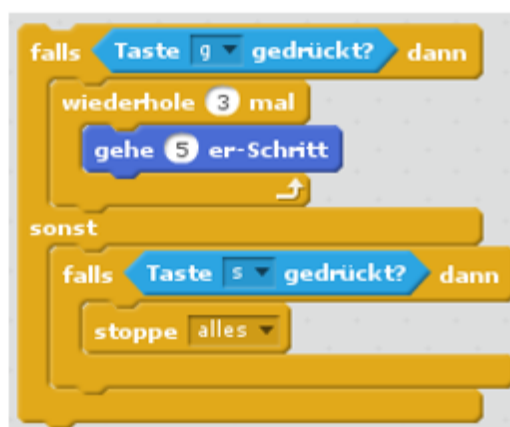 falls Taste g gedrückt? dann
wiederhole 3 mal
gehe 5 er-Schritt
sonst
falls Taste s gedrückt? dann
stoppe alles